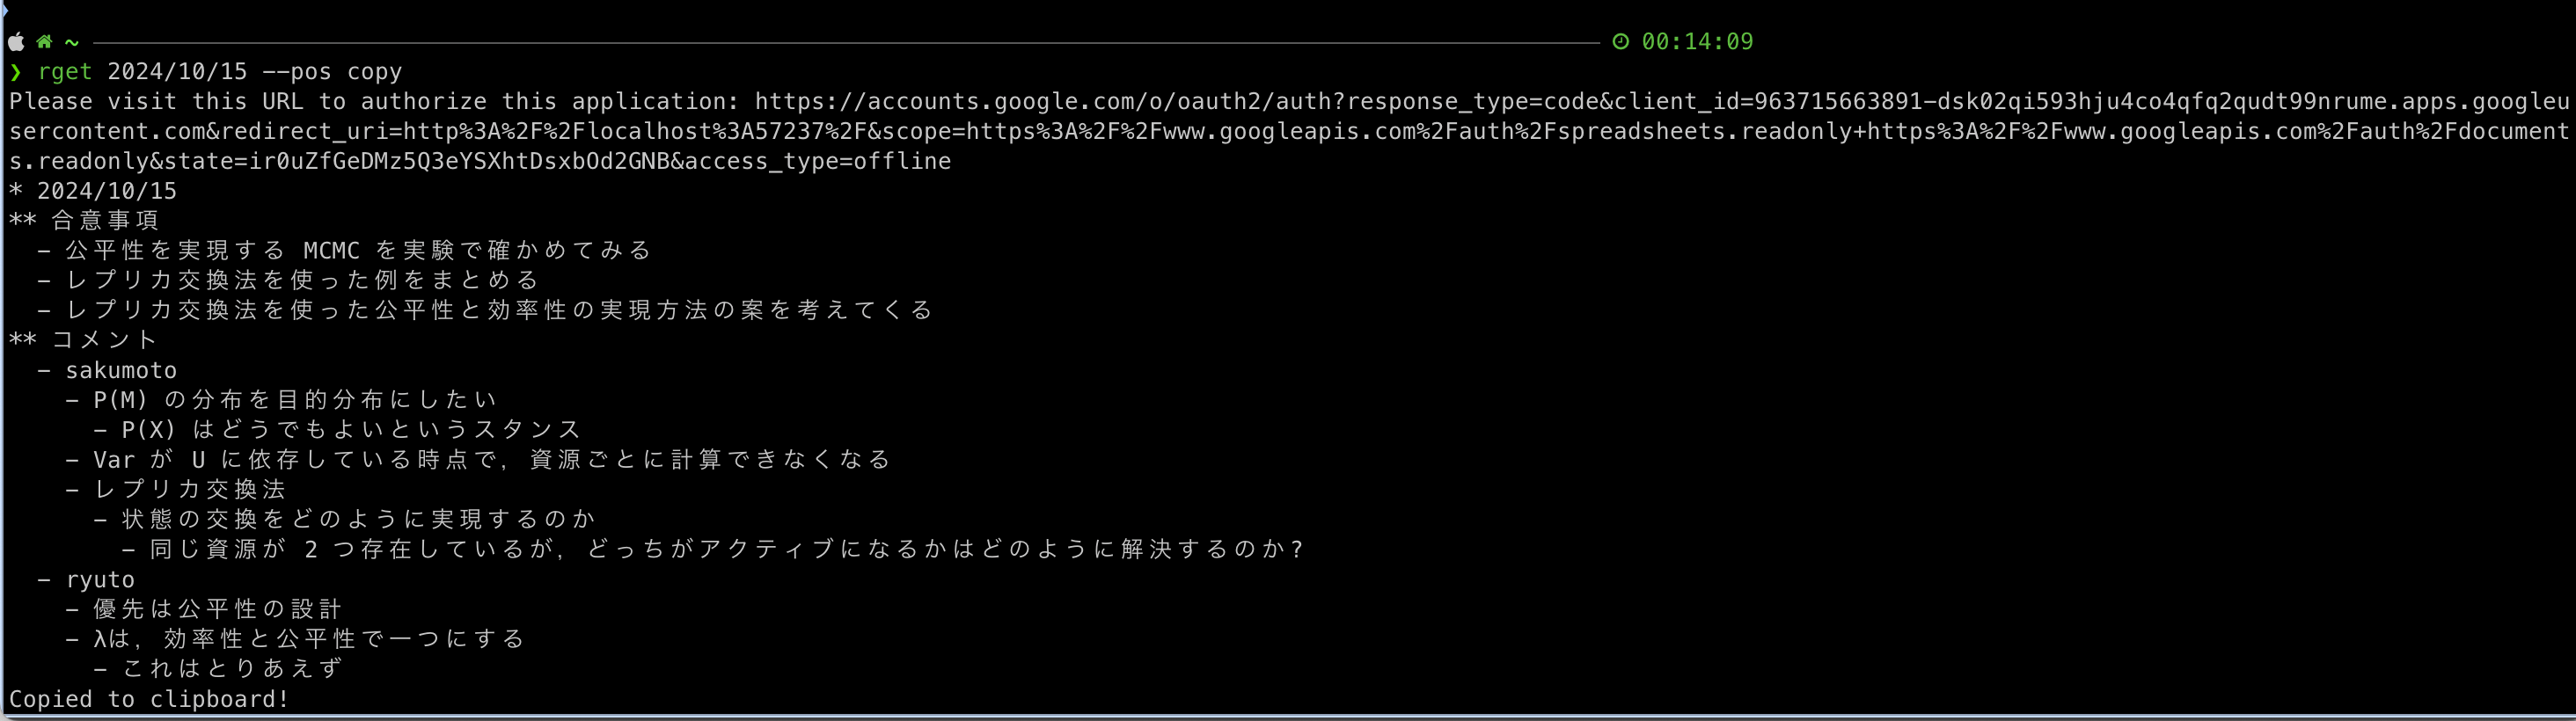 ~ 00:14:09
❯ rget 2024/10/15 --pos copy
Please visit this URL to authorize this application: https://accounts.google.com/o/oauth2/auth?response_type=code&client_id=963715663891-dsk02qi593hju4co4qfq2qudt99nrume.apps.googleu
sercontent.com&redirect_uri=http%3A%2F%2Flocalhost%3A57237%2F&scope=https%3A%2F%2Fwww.googleapis.com%2Fauth%2Fspreadsheets.readonly+https%3A%2F%2Fwww.googleapis.com%2Fauth%2Fdocument
s.readonly&state=ir0uZfGeDMz5Q3eYSXhtDsxbOd2GNB&access_type=offline
* 2024/10/15
** 合意事項
  - 公平性を実現する MCMC を実験で確かめてみる
  - レプリカ交換法を使った例をまとめる
  - レプリカ交換法を使った公平性と効率性の実現方法の案を考えてくる
** コメント
  - sakumoto
    - P(M) の分布を目的分布にしたい
      - P(X) はどうでもよいというスタンス
    - Var が U に依存している時点で，資源ごとに計算できなくなる
    - レプリカ交換法
      - 状態の交換をどのように実現するのか
        - 同じ資源が 2 つ存在しているが，どっちがアクティブになるかはどのように解決するのか?
  - ryuto
    - 優先は公平性の設計
    - λは，効率性と公平性で一つにする
      - これはとりあえず
Copied to clipboard!